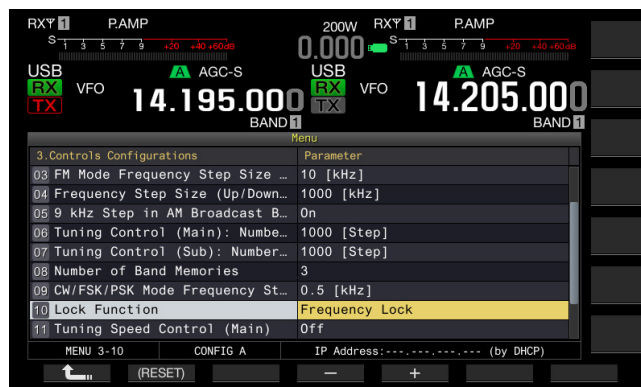 RX 1 P.AMP 200W RX 1 P.AMP
S 1 3 5 7 9 +20 +40 +60dB 0.000 S 1 3 5 7 9 +20 +40 +60dB
USB A AGC-S USB A AGC-S
RX VFO 14.195.000 RX VFO 14.205.000
TX TX
BAND 1 BAND 1
Menu
3.Controls Configurations Parameter
03 FM Mode Frequency Step Size … 10 [kHz]
04 Frequency Step Size (Up/Down… 1000 [kHz]
05 9 kHz Step in AM Broadcast B… On
06 Tuning Control (Main): Numbe… 1000 [Step]
07 Tuning Control (Sub): Number… 1000 [Step]
08 Number of Band Memories 3
09 CW/FSK/PSK Mode Frequency St… 0.5 [kHz]
10 Lock Function Frequency Lock
11 Tuning Speed Control (Main) Off
MENU 3-10 CONFIG A IP Address:---.---.---.--- (by DHCP)
(RESET) − +